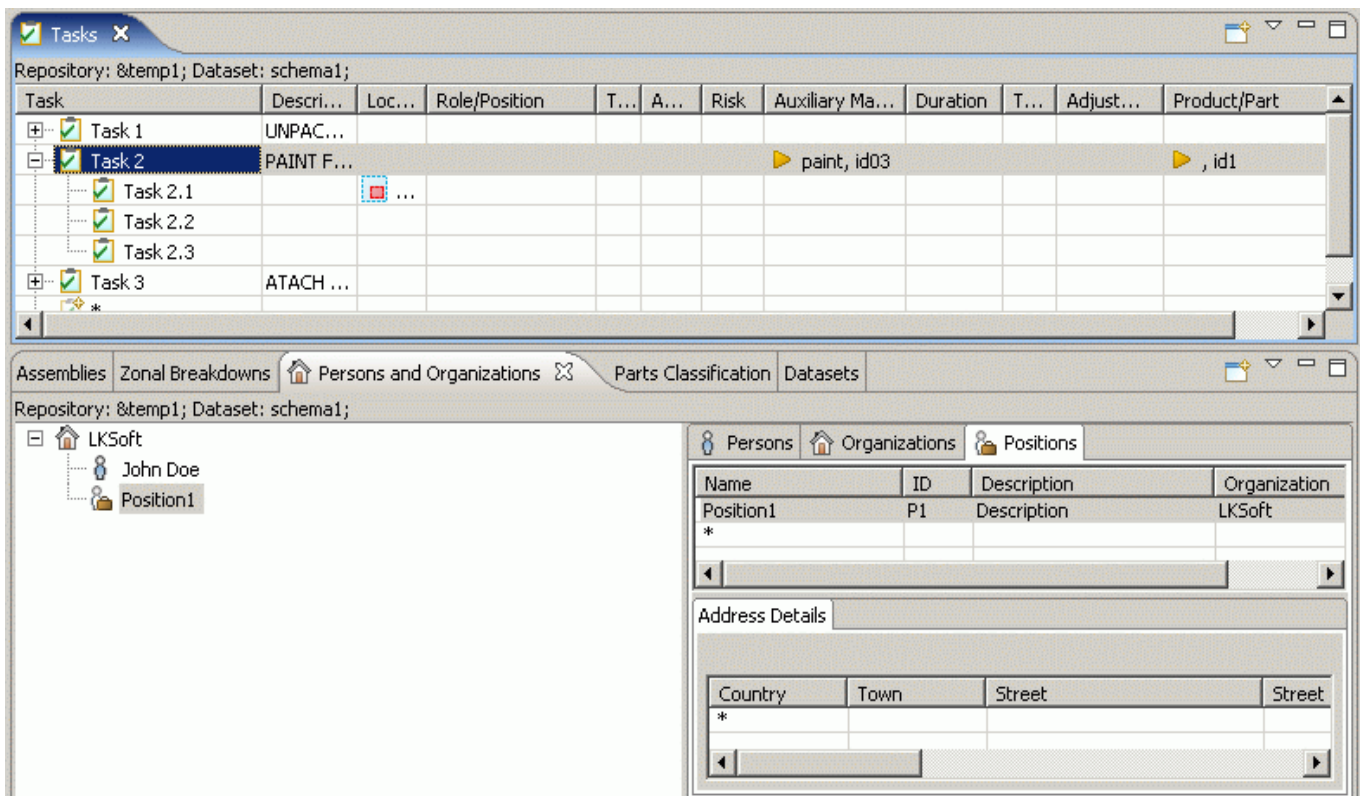 Tasks
Repository: &temp1; Dataset: schema1;
Task Descri... Loc... Role/Position T... A... Risk Auxiliary Ma... Duration T... Adjust... Product/Part
Task 1 UNPAC...
Task 2 PAINT F... paint, id03 , id1
Task 2.1 ...
Task 2.2
Task 2.3
Task 3 ATACH ...
*
Assemblies Zonal Breakdowns Persons and Organizations Parts Classification Datasets
Repository: &temp1; Dataset: schema1;
LKSoft
John Doe
Position1
Persons Organizations Positions
Name ID Description Organization
Position1 P1 Description LKSoft
*
Address Details
Country Town Street Street
*